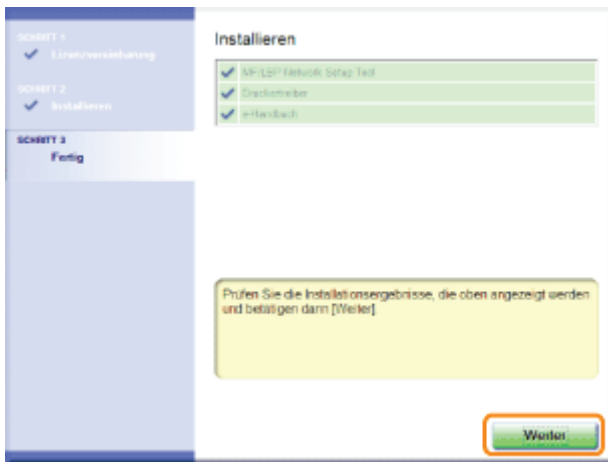 SCHRITT 1
Lizenzvereinbarung
SCHRITT 2
Installieren
SCHRITT 3
Fertig
Installieren
MF/LBP Network Setup Tool
Druckertreiber
e-Handbuch
Prüfen Sie die Installationsergebnisse, die oben angezeigt werden
und betätigen dann [Weiter].
Weiter